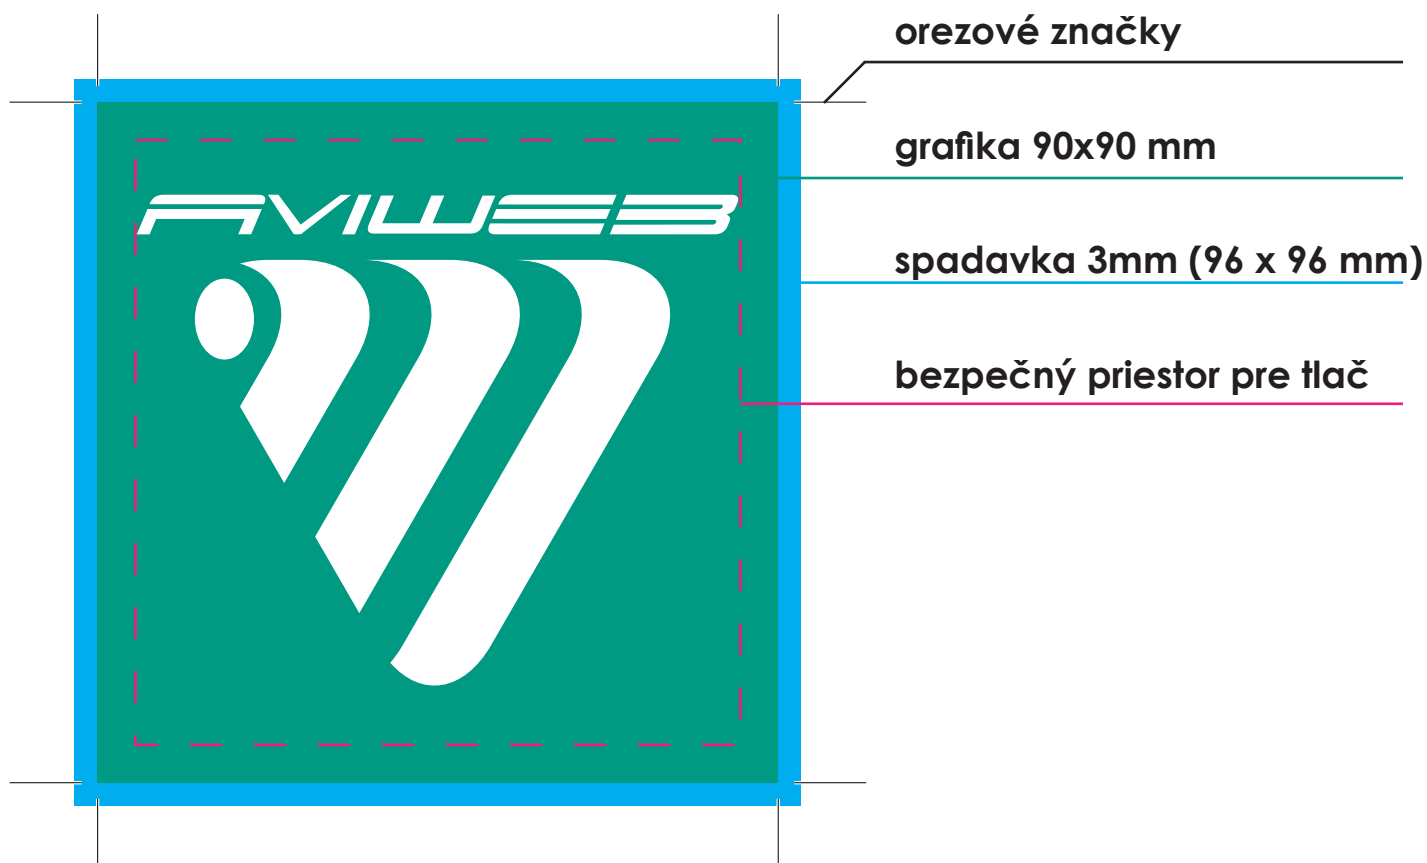 orezové značky
grafika 90x90 mm
AVIWEB
spadavka 3mm (96 x 96 mm)
bezpečný priestor pre tlač